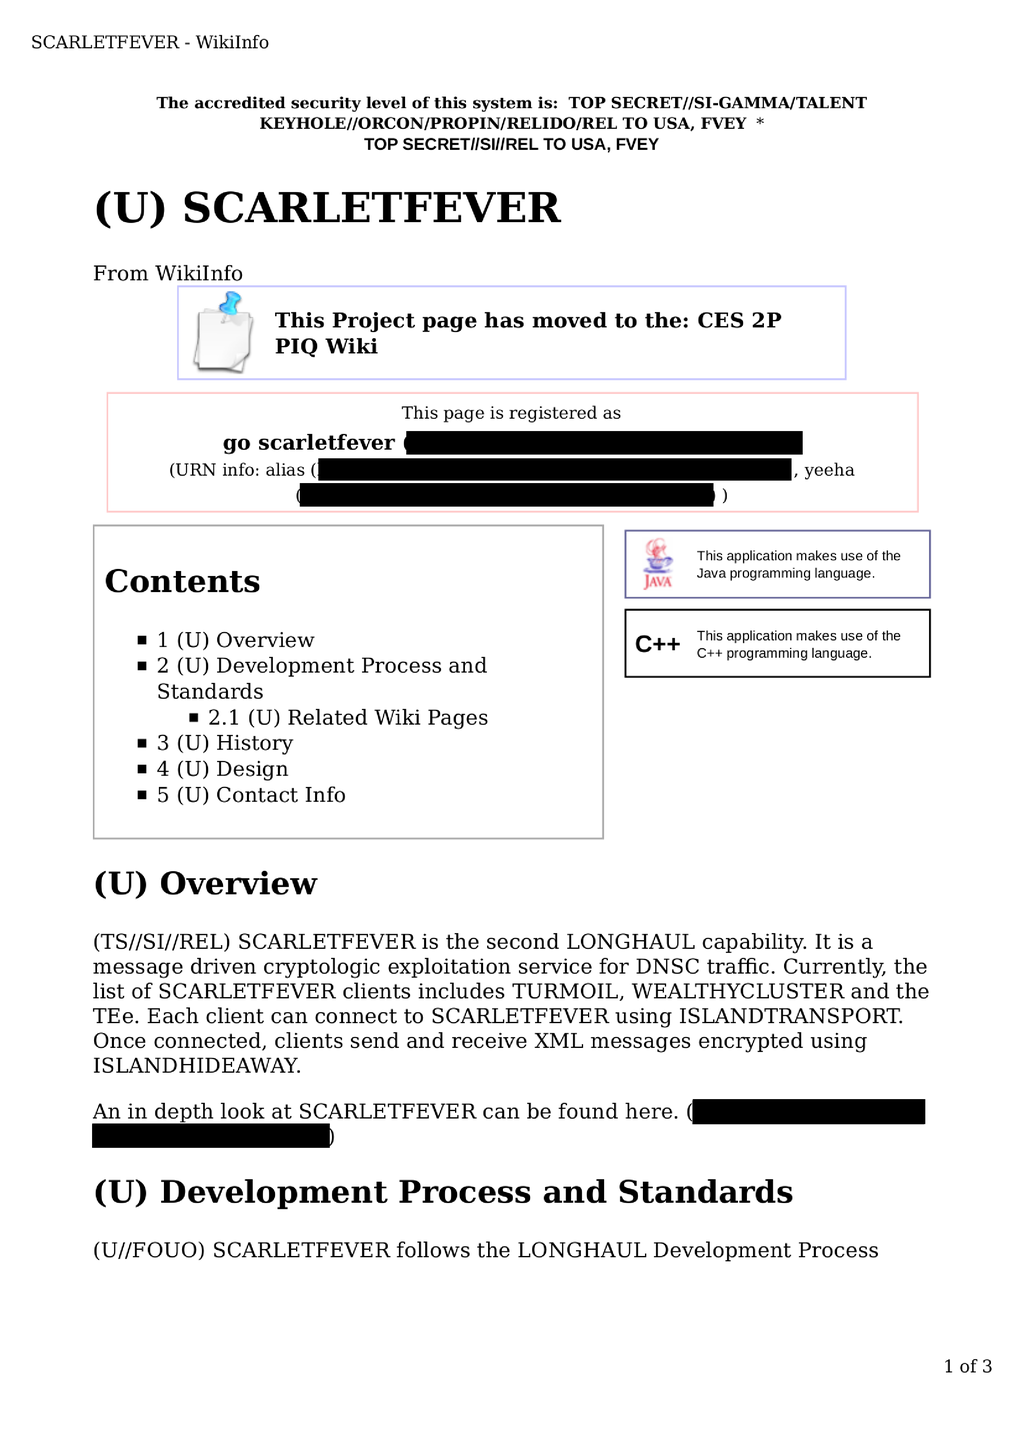 SCARLETFEVER - WikiInfo
The accredited security level of this system is: TOP SECRET//SI-GAMMA/TALENT
KEYHOLE//ORCON/PROPIN/RELIDO/REL TO USA, FVEY *
TOP SECRET//SI//REL TO USA, FVEY
(U) SCARLETFEVER
From WikiInfo
This Project page has moved to the: CES 2P
PIQ Wiki
This page is registered as
go scarletfever (
(URN info: alias ( , yeeha
( ) )
Contents
1 (U) Overview
2 (U) Development Process and
Standards
2.1 (U) Related Wiki Pages
3 (U) History
4 (U) Design
5 (U) Contact Info
JAVA
This application makes use of the
Java programming language.
C++
This application makes use of the
C++ programming language.
(U) Overview
(TS//SI//REL) SCARLETFEVER is the second LONGHAUL capability. It is a
message driven cryptologic exploitation service for DNSC traffic. Currently, the
list of SCARLETFEVER clients includes TURMOIL, WEALTHYCLUSTER and the
TEe. Each client can connect to SCARLETFEVER using ISLANDTRANSPORT.
Once connected, clients send and receive XML messages encrypted using
ISLANDHIDEAWAY.
An in depth look at SCARLETFEVER can be found here. (
)
(U) Development Process and Standards
(U//FOUO) SCARLETFEVER follows the LONGHAUL Development Process
1 of 3